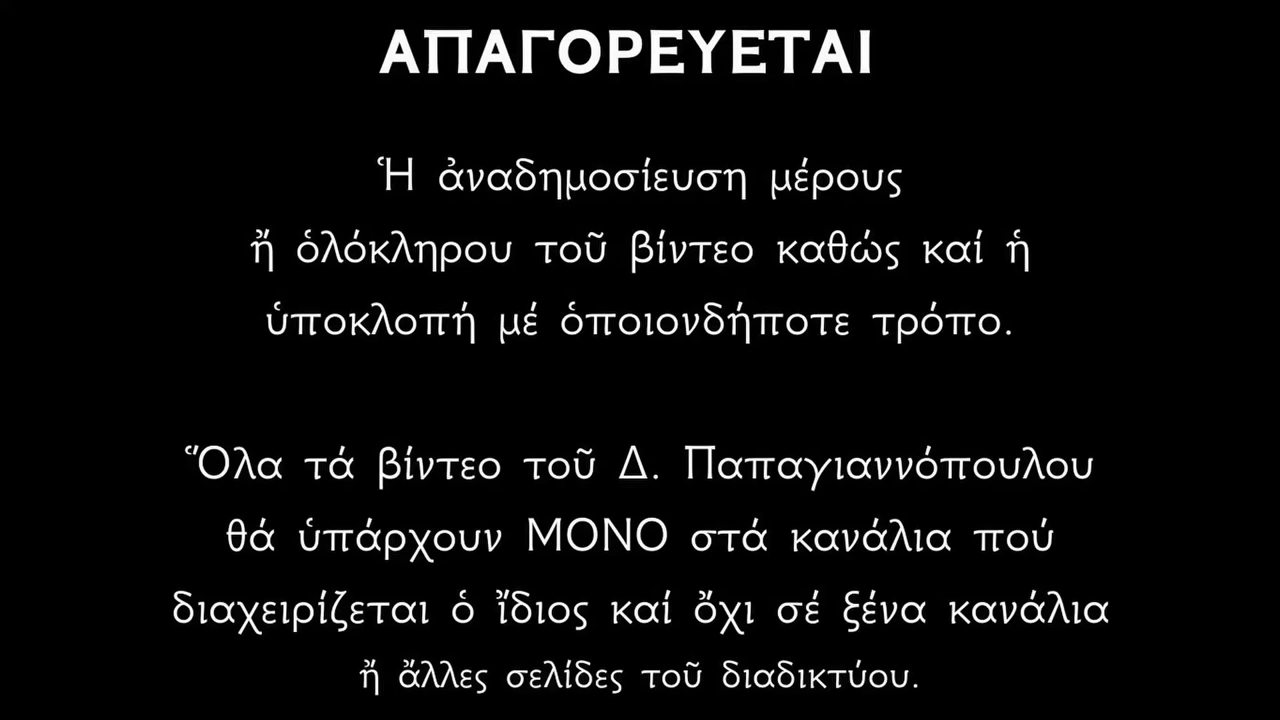 ΑΠΑΓΟΡΕΥΕΤΑΙ
Ἡ ἀναδημοσίευση μέρους
ἤ ὁλόκληρου τοῦ βίντεο καθώς καί ἡ
ὑποκλοπή μέ ὁποιονδήποτε τρόπο.
Ὅλα τά βίντεο τοῦ Δ. Παπαγιαννόπουλου
θά ὑπάρχουν ΜΟΝΟ στά κανάλια πού
διαχειρίζεται ὁ ἴδιος καί ὄχι σέ ξένα κανάλια
ἤ ἄλλες σελίδες τοῦ διαδικτύου.